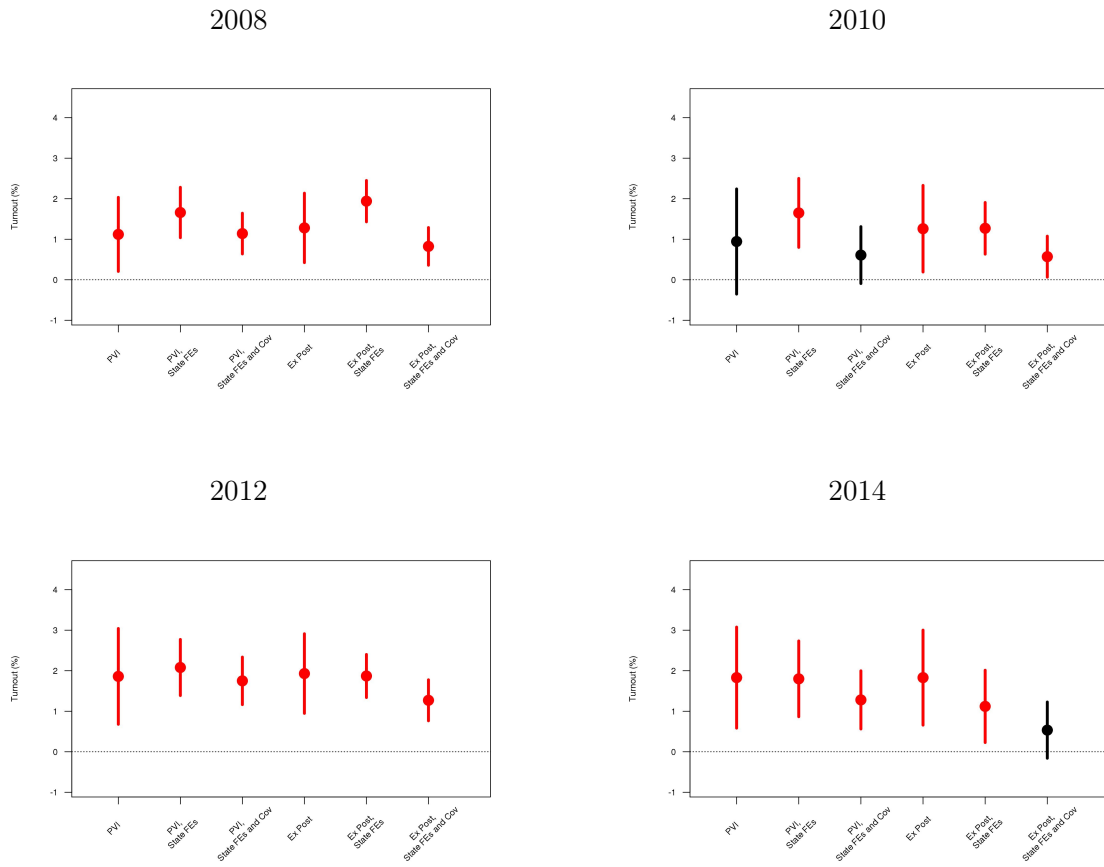 2008
Turnout (%)
4
3
2
1
0
-1
PVI
PVI,
State FEs
PVI,
State FEs and Cov
Ex Post
Ex Post,
State FEs
Ex Post,
State FEs and Cov
2010
Turnout (%)
4
3
2
1
0
-1
PVI
PVI,
State FEs
PVI,
State FEs and Cov
Ex Post
Ex Post,
State FEs
Ex Post,
State FEs and Cov
2012
Turnout (%)
4
3
2
1
0
-1
PVI
PVI,
State FEs
PVI,
State FEs and Cov
Ex Post
Ex Post,
State FEs
Ex Post,
State FEs and Cov
2014
Turnout (%)
4
3
2
1
0
-1
PVI
PVI,
State FEs
PVI,
State FEs and Cov
Ex Post
Ex Post,
State FEs
Ex Post,
State FEs and Cov